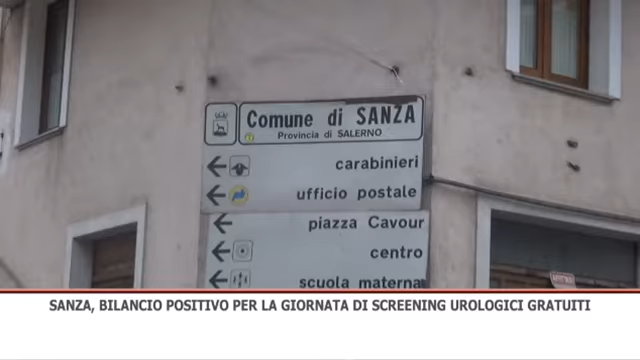 Comune di SANZA
Provincia di SALERNO
carabinieri
ufficio postale
piazza Cavour
centro
scuola materna
SANZA, BILANCIO POSITIVO PER LA GIORNATA DI SCREENING UROLOGICI GRATUITI